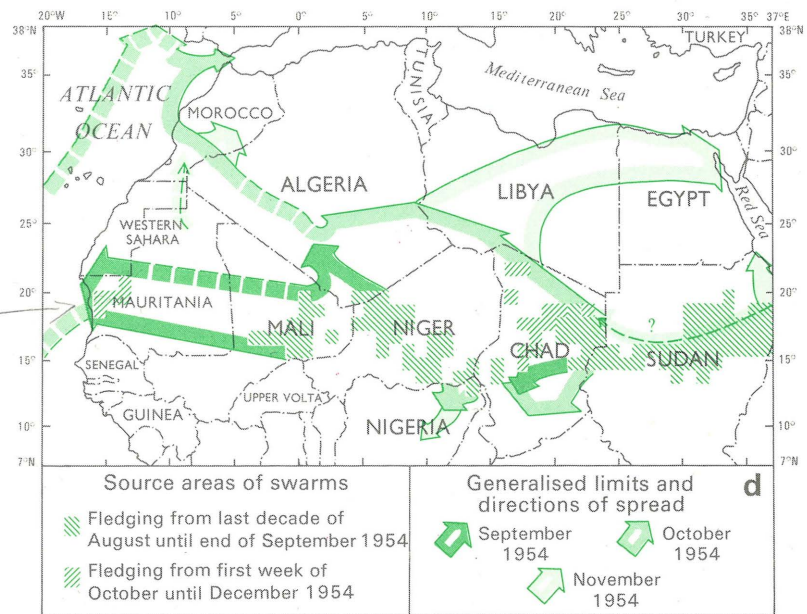 20°W 15° 10° 5° 0° 5° 10° 15° 20° 25° 30° 35° 37°E
38°N 38°N
TURKEY
Mediterranean Sea
TUNISIA
35° 35°
ATLANTIC
OCEAN
MOROCCO
30° 30°
ALGERIA
LIBYA
EGYPT
Red Sea
25° 25°
WESTERN
SAHARA
20° 20°
MAURITANIA
MALI
NIGER
?
CHAD
SUDAN
15° 15°
SENEGAL
UPPER VOLTA
GUINEA
NIGERIA
10° 10°
7°N 7°N
Source areas of swarms
Fledging from last decade of
August until end of September 1954
Fledging from first week of
October until December 1954
Generalised limits and
directions of spread
d
September
1954
October
1954
November
1954